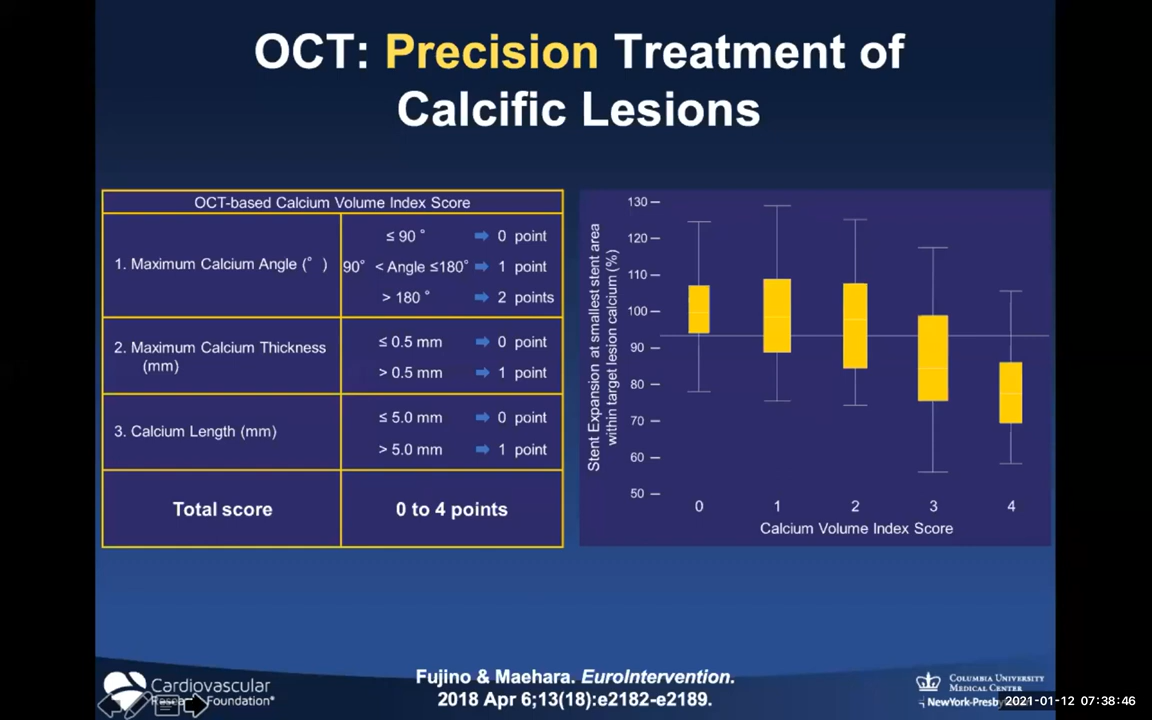 OCT: Precision Treatment of
Calcific Lesions
OCT-based Calcium Volume Index Score
1. Maximum Calcium Angle (°)
≤ 90 ° 0 point
90° < Angle ≤180° 1 point
> 180 ° 2 points
2. Maximum Calcium Thickness
(mm)
≤ 0.5 mm 0 point
> 0.5 mm 1 point
3. Calcium Length (mm)
≤ 5.0 mm 0 point
> 5.0 mm 1 point
Total score 0 to 4 points
Stent Expansion at smallest stent area
within target lesion calcium (%)
130
120
110
100
90
80
70
60
50
0 1 2 3 4
Calcium Volume Index Score
Fujino & Maehara. EuroIntervention.
2018 Apr 6;13(18):e2182-e2189.
Cardiovascular
Foundation
Columbia University
Medical Center
NewYork-Presby
2021-01-12 07:38:46